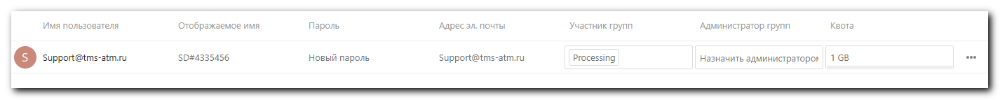 Имя пользователя Отображаемое имя Пароль Адрес эл. почты Участник групп Администратор групп Квота
S Support@tms-atm.ru SD#4335456 Новый пароль Support@tms-atm.ru Processing Назначить администратором 1 GB •••